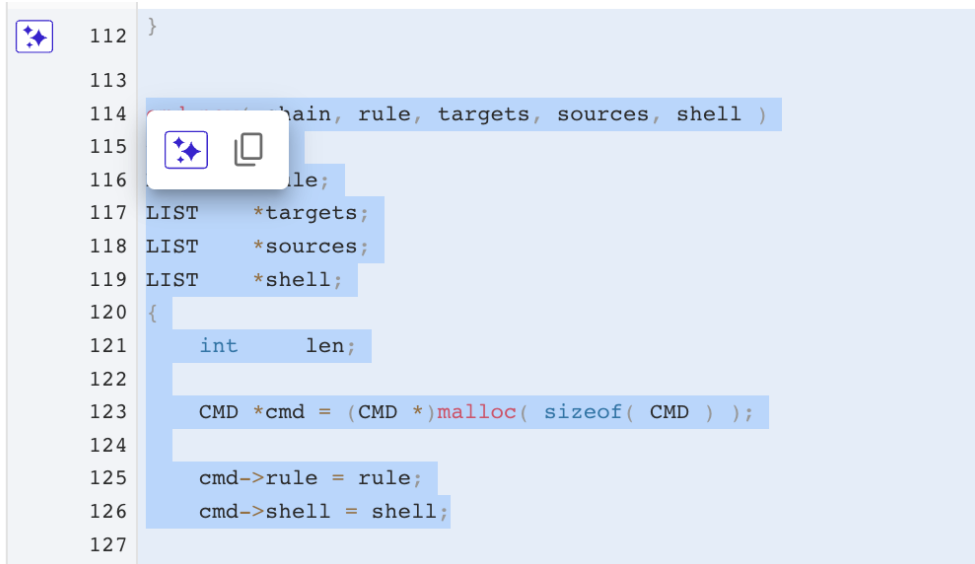 112 }
113
114 chain, rule, targets, sources, shell )
115
116 rule;
117 LIST *targets;
118 LIST *sources;
119 LIST *shell;
120 {
121 int len;
122
123 CMD *cmd = (CMD *)malloc( sizeof( CMD ) );
124
125 cmd->rule = rule;
126 cmd->shell = shell;
127